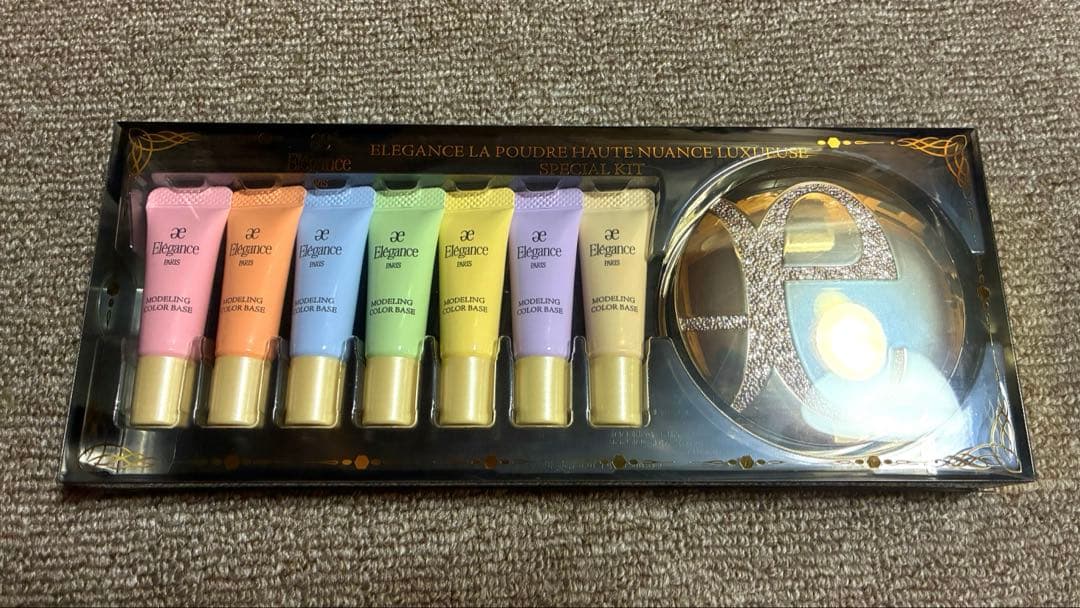 ELEGANCE LA POUDRE HAUTE NUANCE LUXUEUSE
SPECIAL KIT
æ
Elégance
PARIS
æ
Elégance
PARIS
MODELING
COLOR BASE
æ
Elégance
PARIS
MODELING
COLOR BASE
æ
Elégance
PARIS
MODELING
COLOR BASE
æ
Elégance
PARIS
MODELING
COLOR BASE
æ
Elégance
PARIS
MODELING
COLOR BASE
æ
Elégance
PARIS
MODELING
COLOR BASE
æ
Elégance
PARIS
MODELING
COLOR BASE
æ